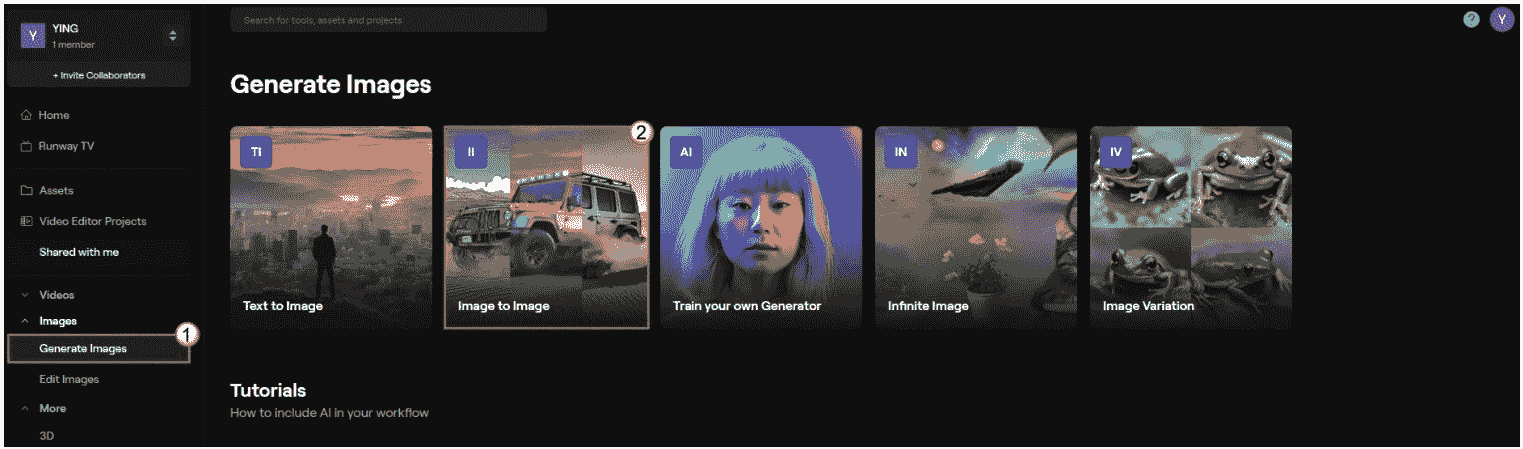 Y
YING
1 member
+ Invite Collaborators
Home
Runway TV
Assets
Video Editor Projects
Shared with me
Videos
Images
1
Generate Images
Edit Images
More
3D
Search for tools, assets and projects
?
Y
Generate Images
TI
Text to Image
II
2
Image to Image
AI
Train your own Generator
IN
Infinite Image
IV
Image Variation
Tutorials
How to include AI in your workflow